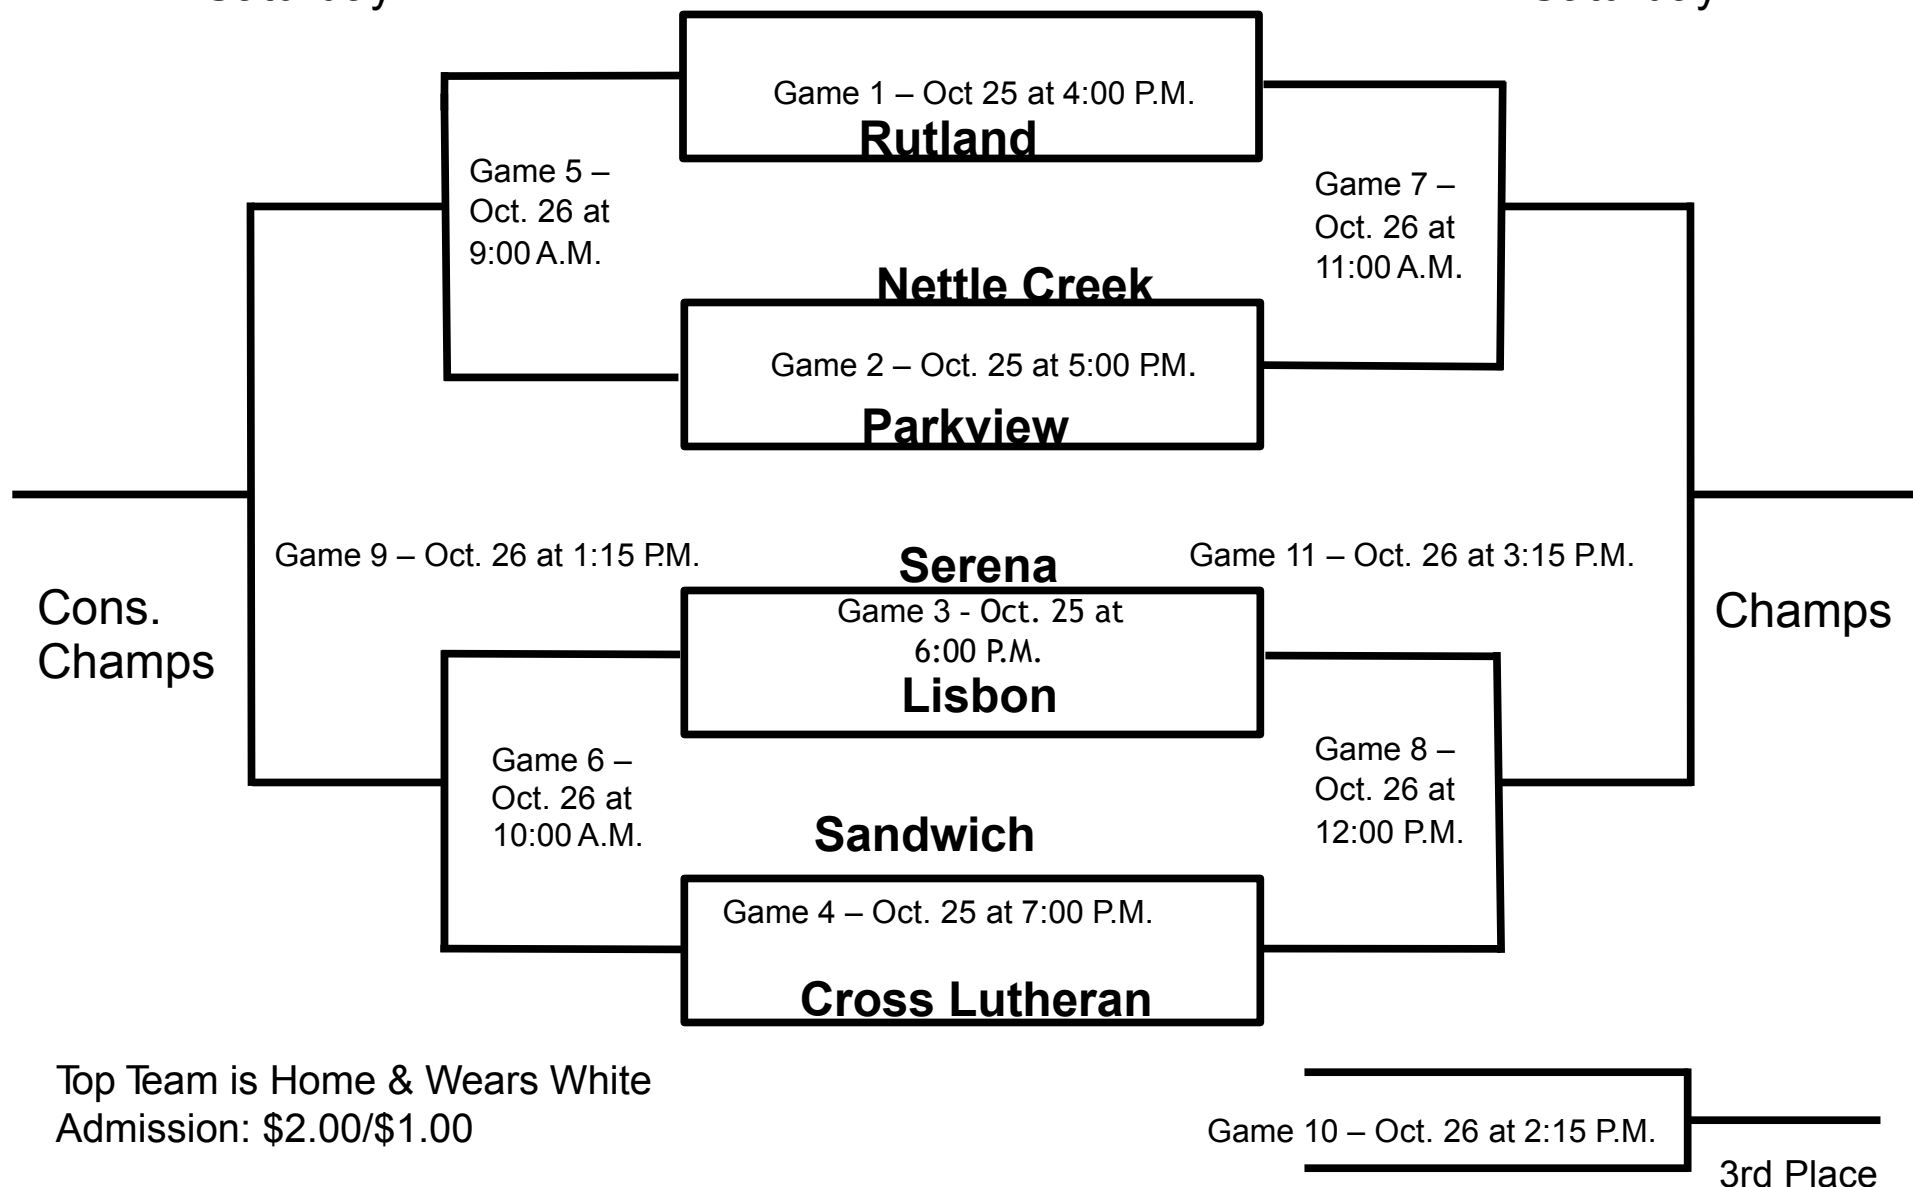 Game 1 – Oct 25 at 4:00 P.M.
Rutland
Game 5 –
Oct. 26 at
9:00 A.M.
Game 7 –
Oct. 26 at
11:00 A.M.
Nettle Creek
Game 2 – Oct. 25 at 5:00 P.M.
Parkview
Game 9 – Oct. 26 at 1:15 P.M.
Serena
Game 11 – Oct. 26 at 3:15 P.M.
Cons.
Champs
Game 3 - Oct. 25 at
6:00 P.M.
Lisbon
Champs
Game 6 –
Oct. 26 at
10:00 A.M.
Game 8 –
Oct. 26 at
12:00 P.M.
Sandwich
Game 4 – Oct. 25 at 7:00 P.M.
Cross Lutheran
Top Team is Home & Wears White
Admission: $2.00/$1.00
Game 10 – Oct. 26 at 2:15 P.M.
3rd Place